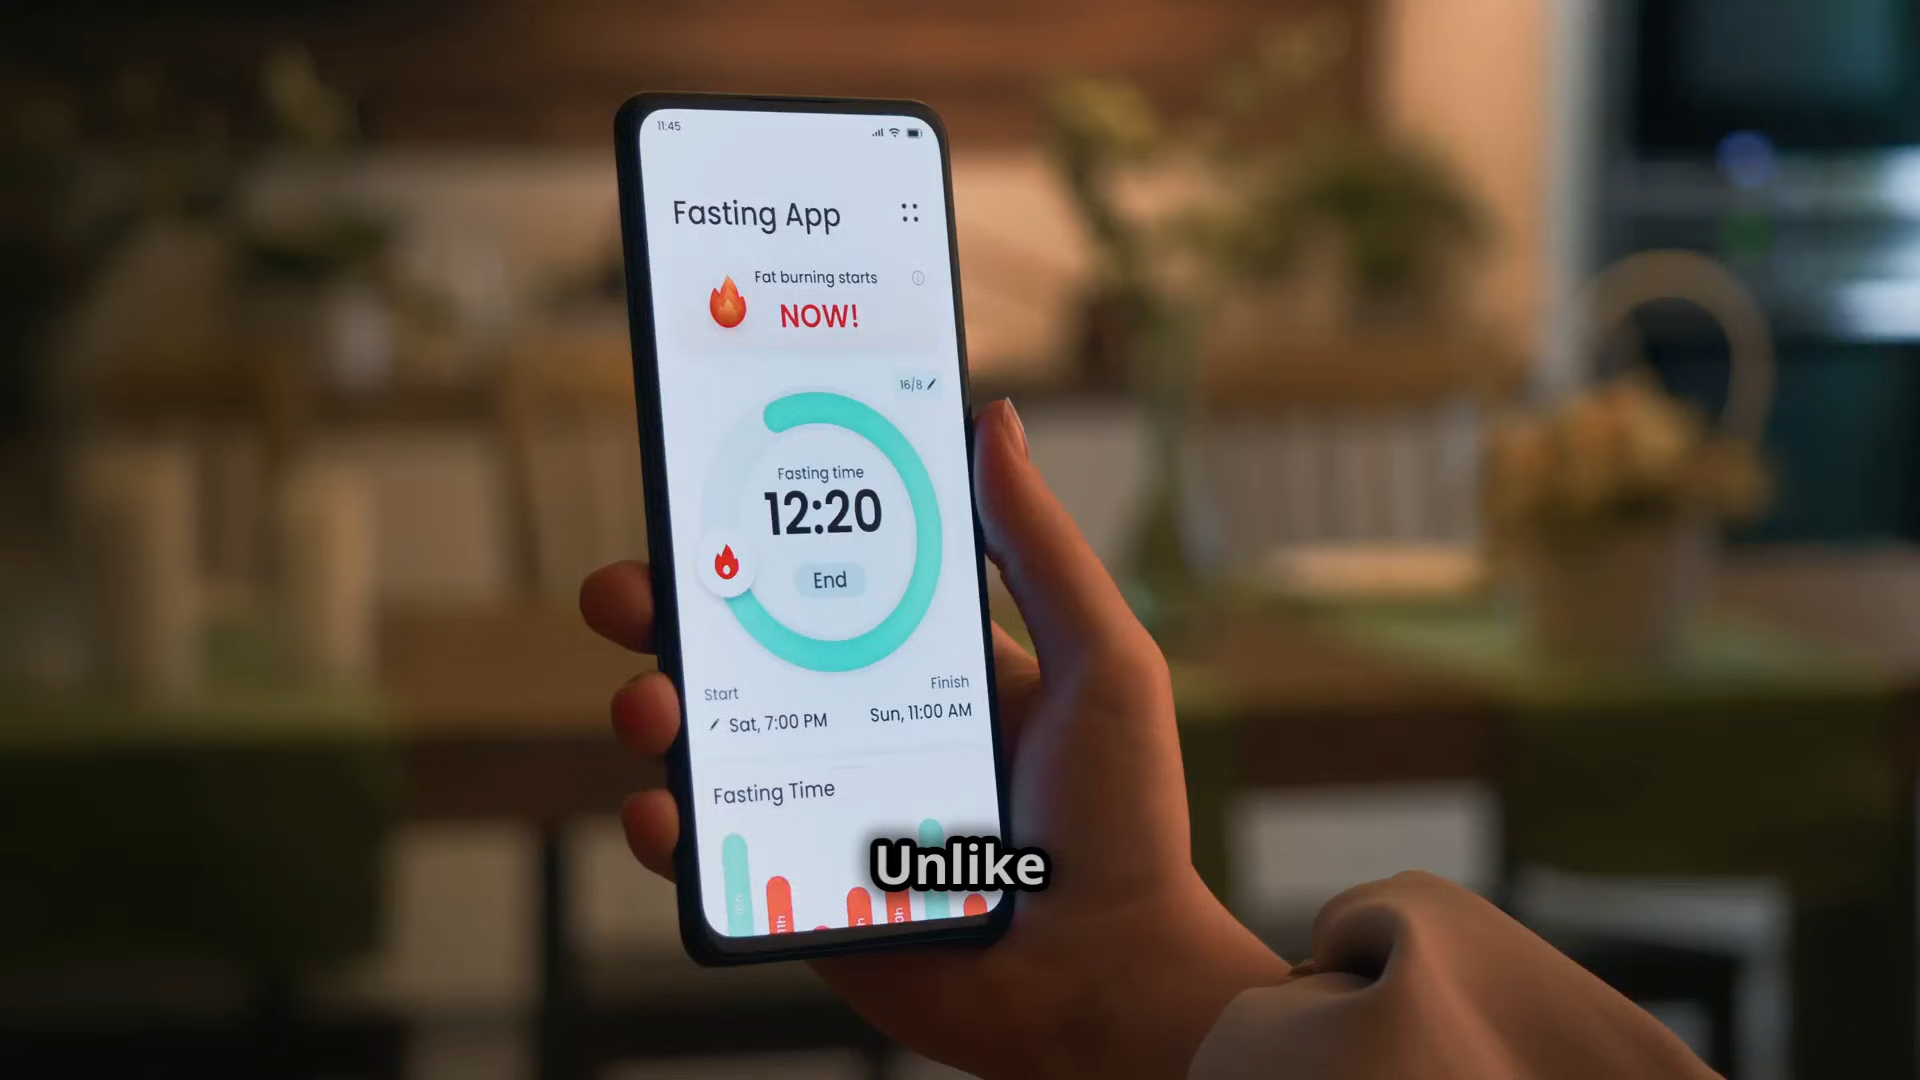 11:45
Fasting App
Fat burning starts
NOW!
16/8
Fasting time
12:20
End
Start
Finish
Sat, 7:00 PM
Sun, 11:00 AM
Fasting Time
Unlike
11h